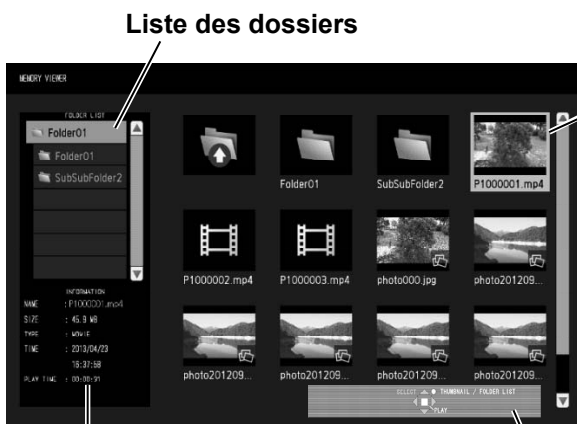 Liste des dossiers
MEMORY VIEWER
FOLDER LIST
Folder01
Folder01
SubSubFolder2
Folder01
SubSubFolder2
P1000001.mp4
P1000002.mp4
P1000003.mp4
photo000.jpg
photo201209...
photo201209...
photo201209...
photo201209...
photo201209...
INFORMATION
NAME : P1000001.mp4
SIZE : 45.9 MB
TYPE : MOVIE
TIME : 2013/04/23
15:37:58
PLAY TIME : 00:00:31
SELECT THUMBNAIL / FOLDER LIST
PLAY